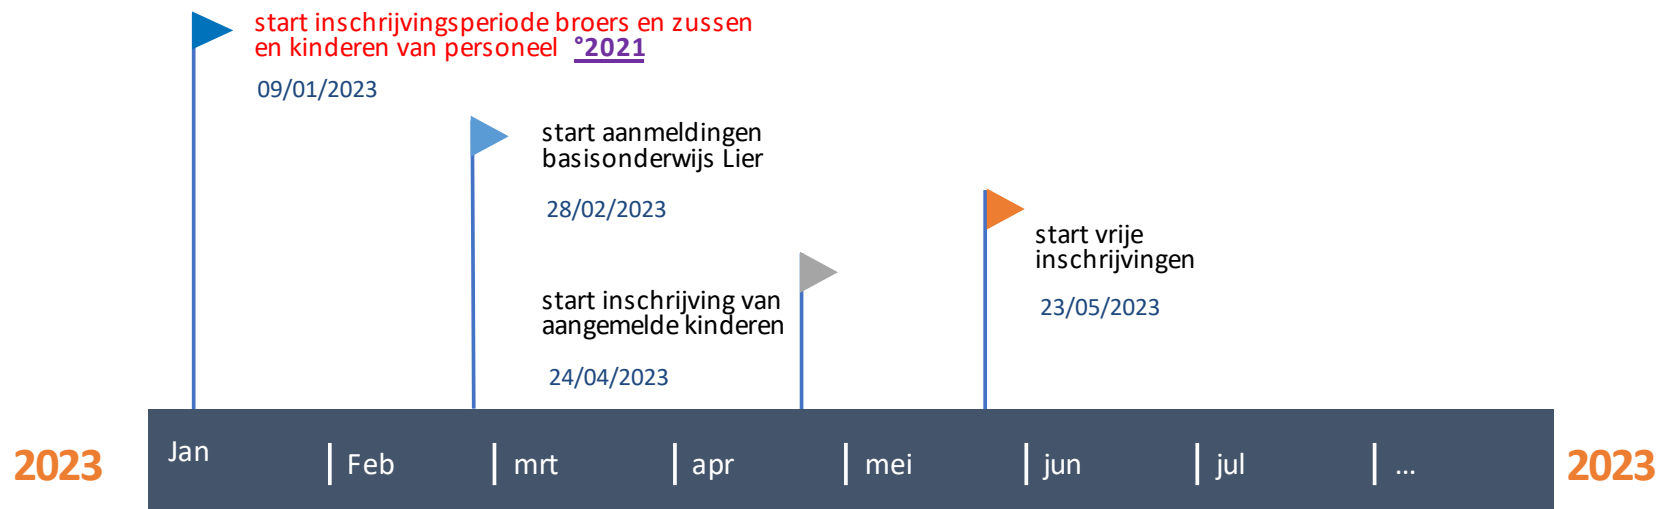 start inschrijvingsperiode broers en zussen
en kinderen van personeel °2021
09/01/2023
start aanmeldingen
basisonderwijs Lier
28/02/2023
start inschrijving van
aangemelde kinderen
24/04/2023
start vrije
inschrijvingen
23/05/2023
2023 Jan | Feb | mrt | apr | mei | jun | jul | ... 2023